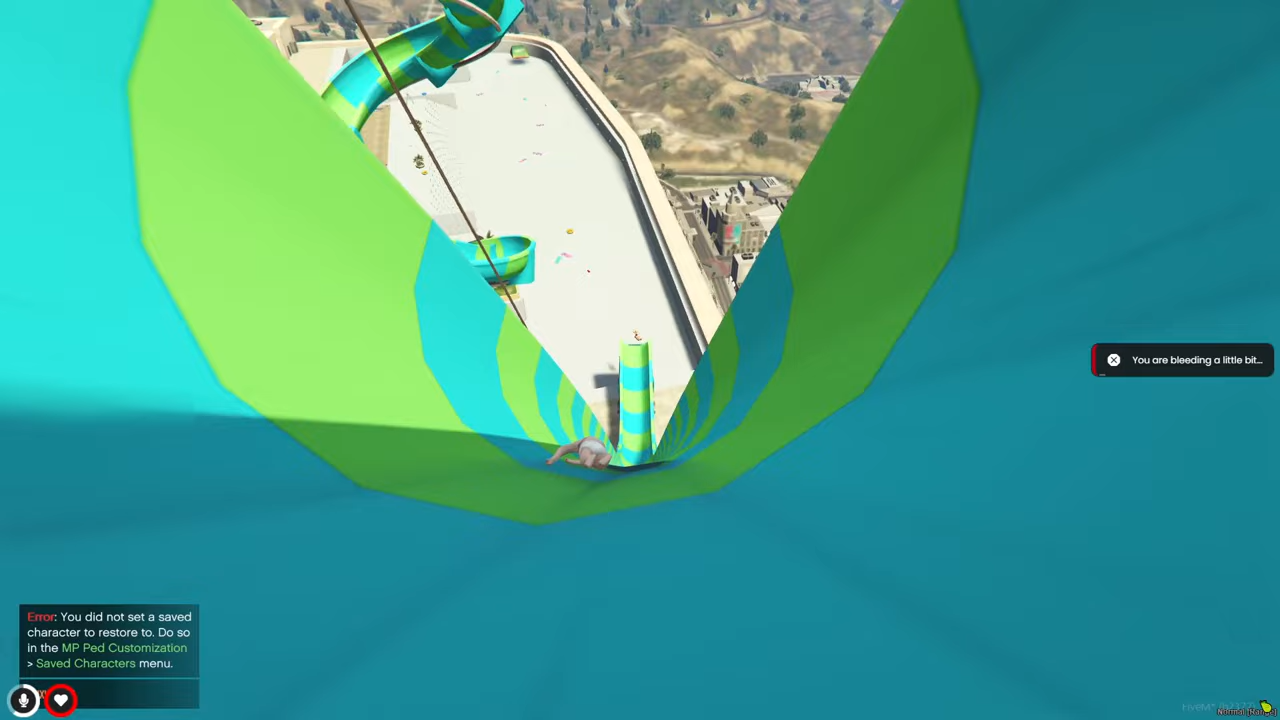 You are bleeding a little bit...
Error: You did not set a saved
character to restore to. Do so
in the MP Ped Customization
> Saved Characters menu.